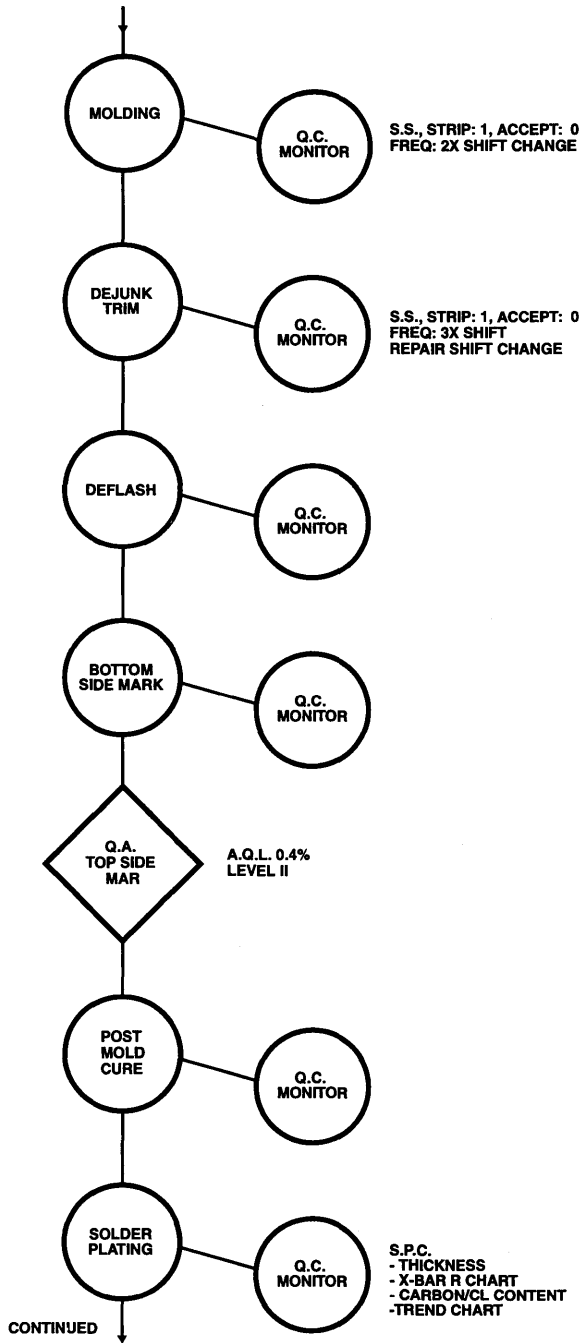 MOLDING
Q.C.
MONITOR
S.S., STRIP: 1, ACCEPT: 0
FREQ: 2X SHIFT CHANGE
DEJUNK
TRIM
Q.C.
MONITOR
S.S., STRIP: 1, ACCEPT: 0
FREQ: 3X SHIFT
REPAIR SHIFT CHANGE
DEFLASH
Q.C.
MONITOR
BOTTOM
SIDE MARK
Q.C.
MONITOR
Q.A.
TOP SIDE
MAR
A.Q.L. 0.4%
LEVEL II
POST
MOLD
CURE
Q.C.
MONITOR
SOLDER
PLATING
Q.C.
MONITOR
S.P.C.
- THICKNESS
- X-BAR R CHART
- CARBON/CL CONTENT
-TREND CHART
CONTINUED